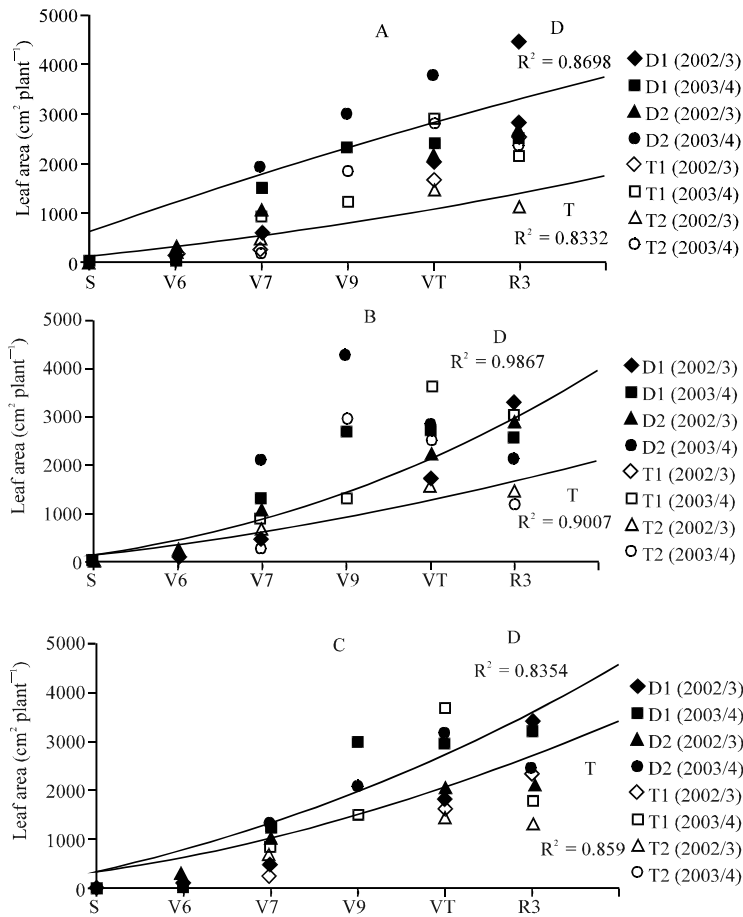 A
D
R² = 0.8698
5000
4000
3000
2000
1000
0
Leaf area (cm² plant⁻¹)
T
R² = 0.8332
S V6 V7 V9 VT R3
D1 (2002/3)
D1 (2003/4)
D2 (2002/3)
D2 (2003/4)
T1 (2002/3)
T1 (2003/4)
T2 (2002/3)
T2 (2003/4)
B
D
R² = 0.9867
5000
4000
3000
2000
1000
0
Leaf area (cm² plant⁻¹)
T
R² = 0.9007
S V6 V7 V9 VT R3
D1 (2002/3)
D1 (2003/4)
D2 (2002/3)
D2 (2003/4)
T1 (2002/3)
T1 (2003/4)
T2 (2002/3)
T2 (2003/4)
C
D
R² = 0.8354
5000
4000
3000
2000
1000
0
Leaf area (cm² plant⁻¹)
T
R² = 0.859
S V6 V7 V9 VT R3
D1 (2002/3)
D1 (2003/4)
D2 (2002/3)
D2 (2003/4)
T1 (2002/3)
T1 (2003/4)
T2 (2002/3)
T2 (2003/4)